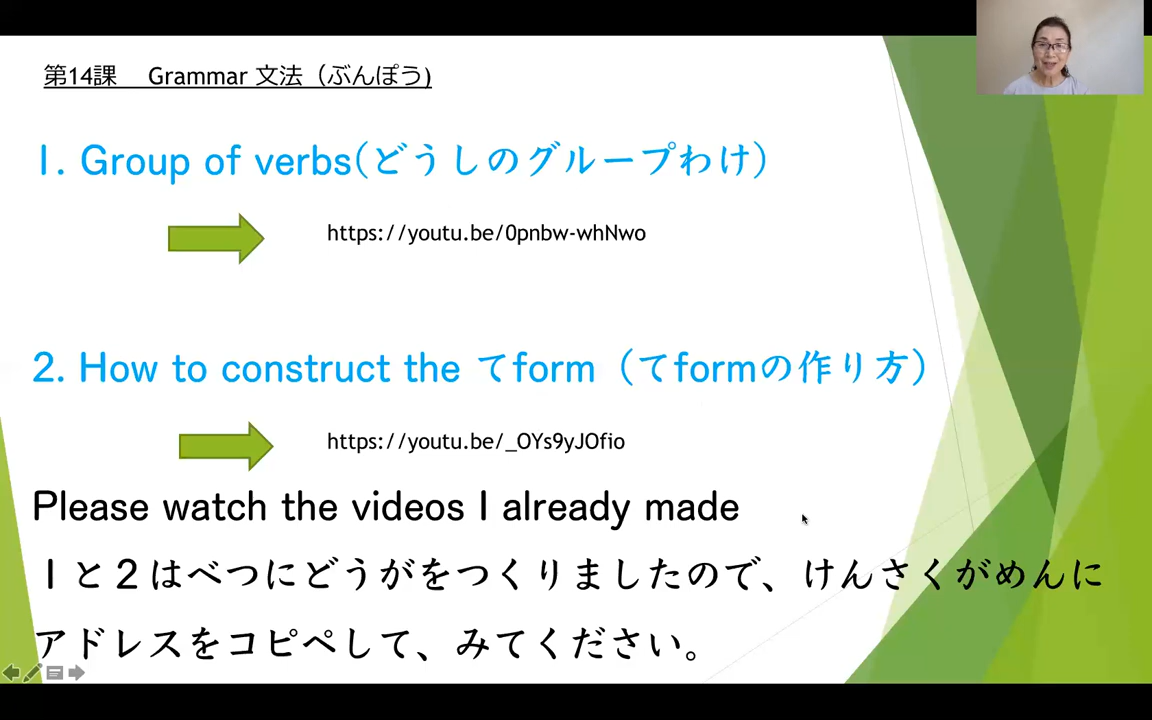 第14課　Grammar 文法（ぶんぽう)
1. Group of verbs(どうしのグループわけ）
https://youtu.be/0pnbw-whNwo
2. How to construct the てform（てformの作り方）
https://youtu.be/_OYs9yJOfio
Please watch the videos I already made
１と２はべつにどうがをつくりましたので、けんさくがめんに
アドレスをコピペして、みてください。